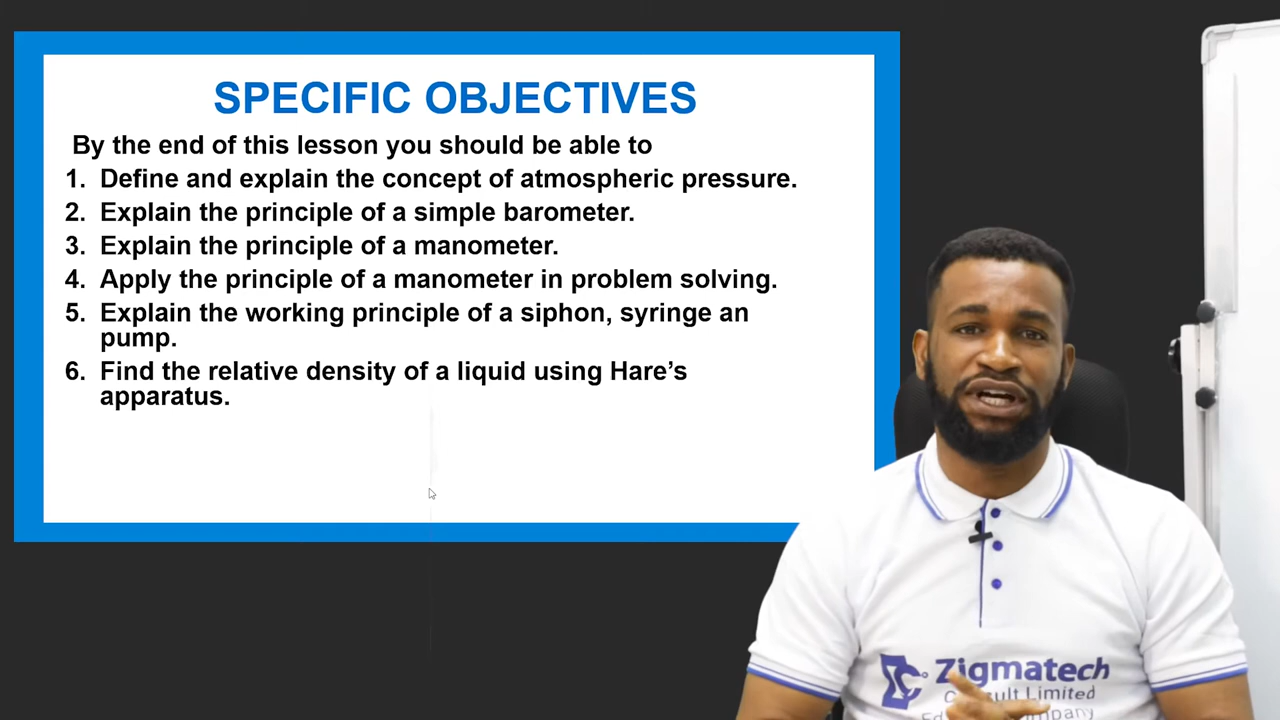 SPECIFIC OBJECTIVES
By the end of this lesson you should be able to
1. Define and explain the concept of atmospheric pressure.
2. Explain the principle of a simple barometer.
3. Explain the principle of a manometer.
4. Apply the principle of a manometer in problem solving.
5. Explain the working principle of a siphon, syringe an
pump.
6. Find the relative density of a liquid using Hare’s
apparatus.
Zigmatech
Limited